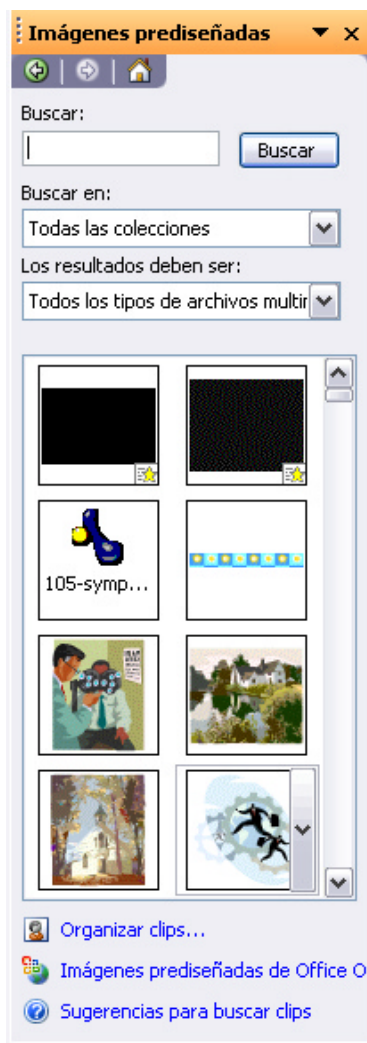 Imágenes prediseñadas
Buscar:
Buscar
Buscar en:
Todas las colecciones
Los resultados deben ser:
Todos los tipos de archivos multir
105-symp...
Organizar clips...
Imágenes prediseñadas de Office O
Sugerencias para buscar clips